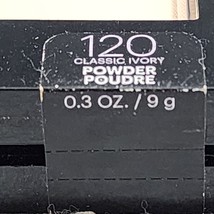 120
CLASSIC IVORY
POWDER
POUDRE
0.3 OZ. / 9 g